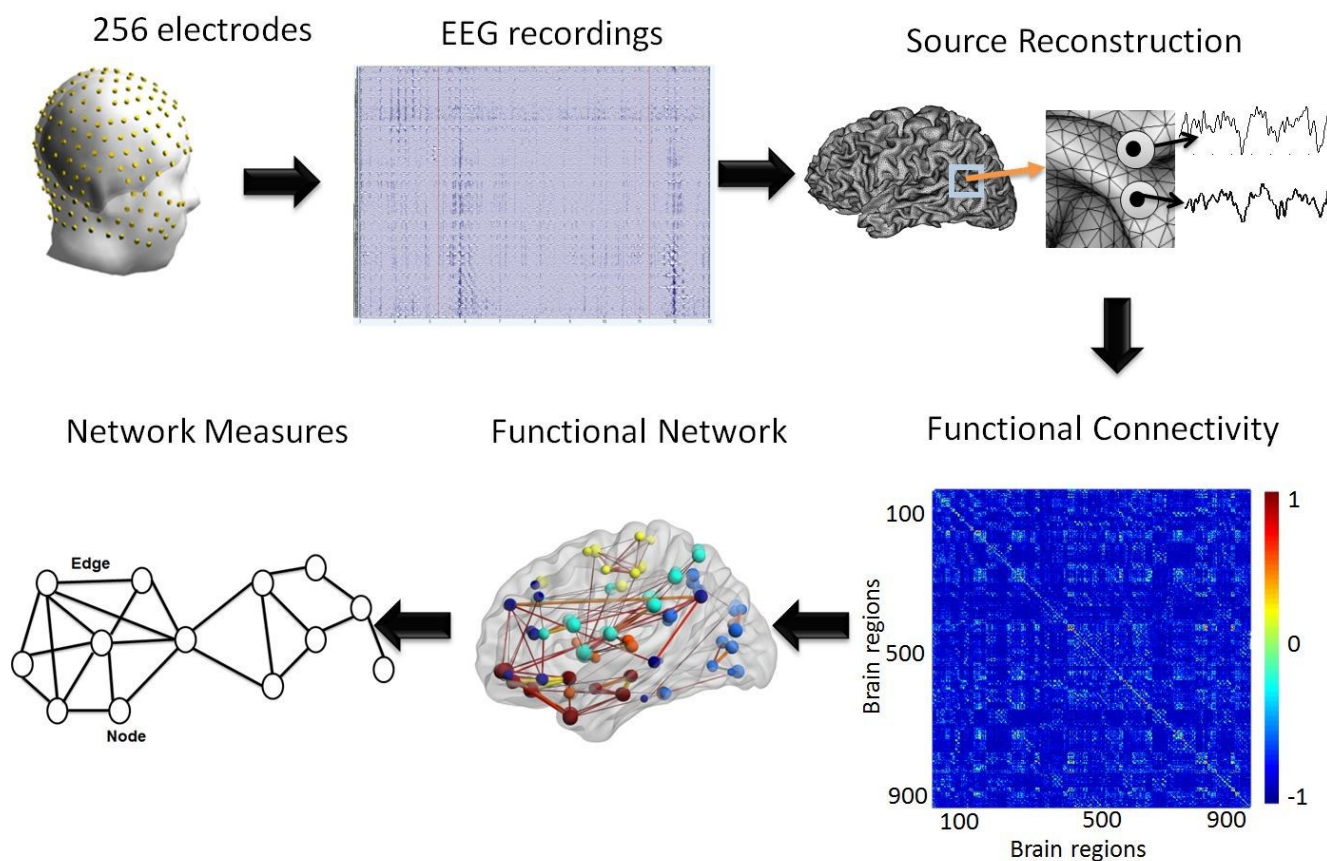 256 electrodes
EEG recordings
Source Reconstruction
Network Measures
Functional Network
Functional Connectivity
Edge
Node
Brain regions
100
500
900
1
0
-1
100
500
900
Brain regions